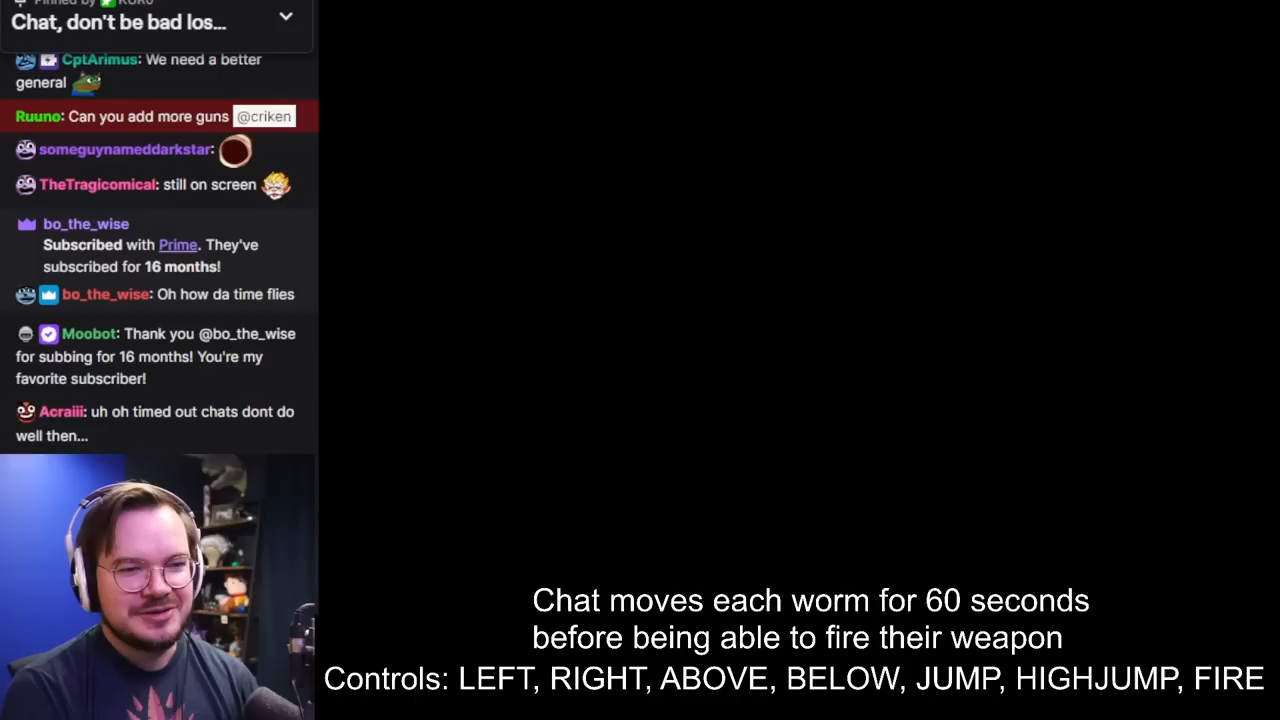 Pinned by KURO
Chat, don't be bad los...
CptArimus: We need a better
general
Ruuno: Can you add more guns @criken
someguynameddarkstar:
TheTragicomical: still on screen
bo_the_wise
Subscribed with Prime. They've
subscribed for 16 months!
bo_the_wise: Oh how da time flies
Moobot: Thank you @bo_the_wise
for subbing for 16 months! You're my
favorite subscriber!
Acraiii: uh oh timed out chats dont do
well then...
Chat moves each worm for 60 seconds
before being able to fire their weapon
Controls: LEFT, RIGHT, ABOVE, BELOW, JUMP, HIGHJUMP, FIRE